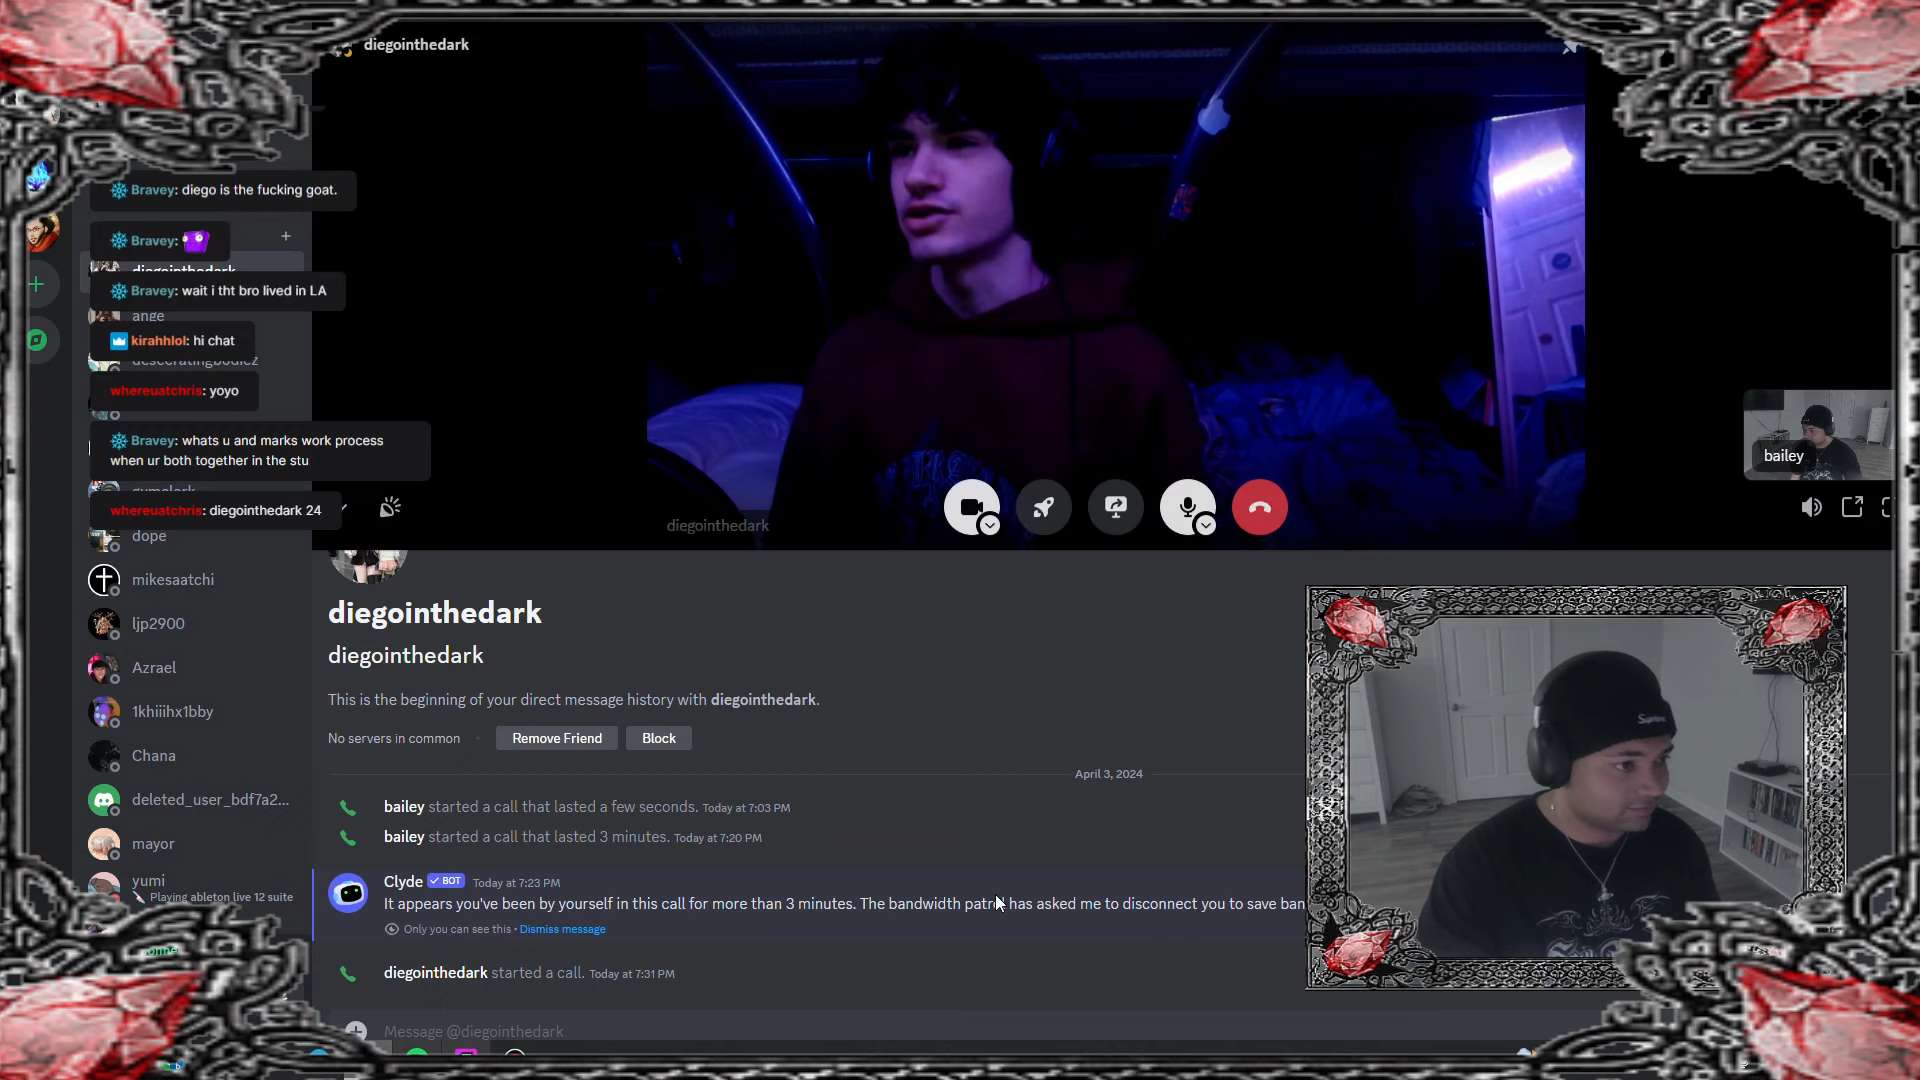 diegointhedark
Bravey: diego is the fucking goat.
Bravey:
diegointhedark
Bravey: wait i tht bro lived in LA
ange
kirahhlol: hi chat
desecratingbodiez
whereuatchris: yoyo
Bravey: whats u and marks work process
when ur both together in the stu
whereuatchris: diegointhedark 24
dope
mikesaatchi
ljp2900
Azrael
1khiiihx1bby
Chana
deleted_user_bdf7a2...
mayor
yumi
Playing ableton live 12 suite
diegointhedark
bailey
diegointhedark
diegointhedark
This is the beginning of your direct message history with diegointhedark.
No servers in common
Remove Friend
Block
April 3, 2024
bailey started a call that lasted a few seconds. Today at 7:03 PM
bailey started a call that lasted 3 minutes. Today at 7:20 PM
Clyde BOT Today at 7:23 PM
It appears you've been by yourself in this call for more than 3 minutes. The bandwidth patrol has asked me to disconnect you to save ban
Only you can see this • Dismiss message
diegointhedark started a call. Today at 7:31 PM
Message @diegointhedark